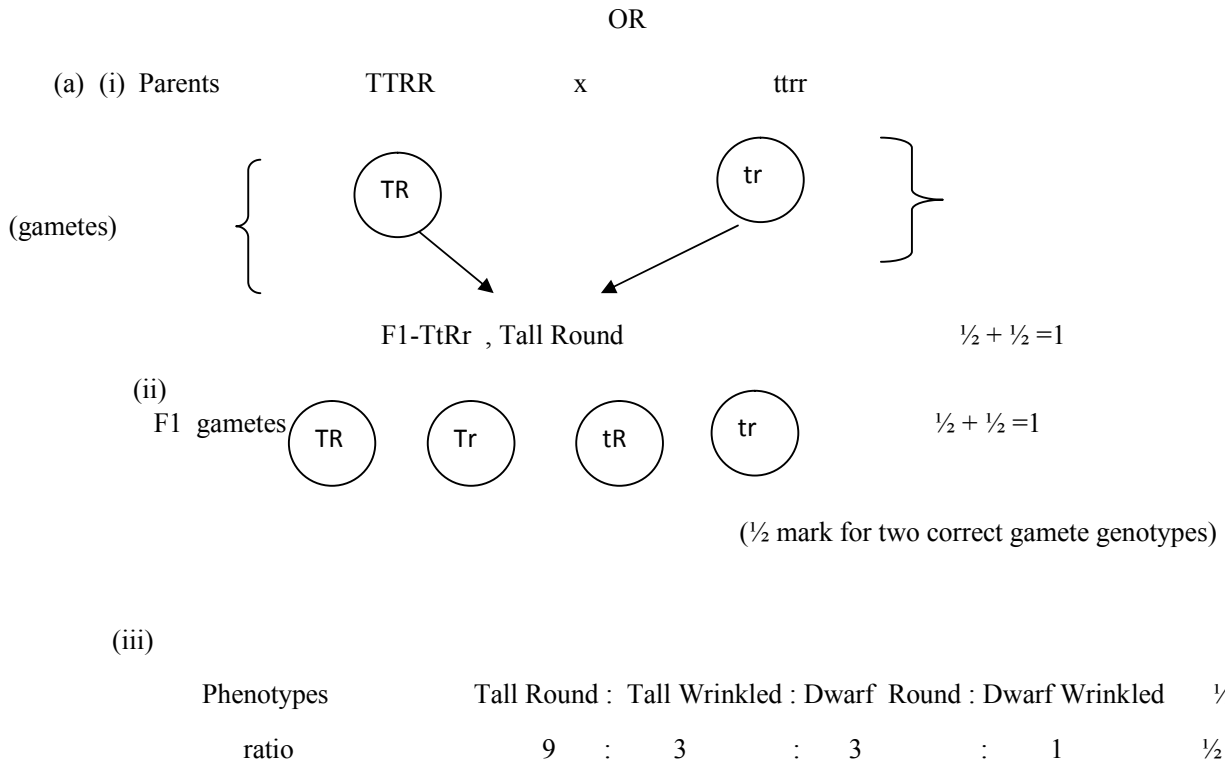 OR
(a) (i) Parents TTRR x ttrr
TR tr
(gametes)
F1-TtRr , Tall Round ½ + ½ =1
(ii)
F1 gametes TR Tr tR tr ½ + ½ =1
(½ mark for two correct gamete genotypes)
(iii)
Phenotypes Tall Round : Tall Wrinkled : Dwarf Round : Dwarf Wrinkled
ratio 9 : 3 : 3 : 1 ½